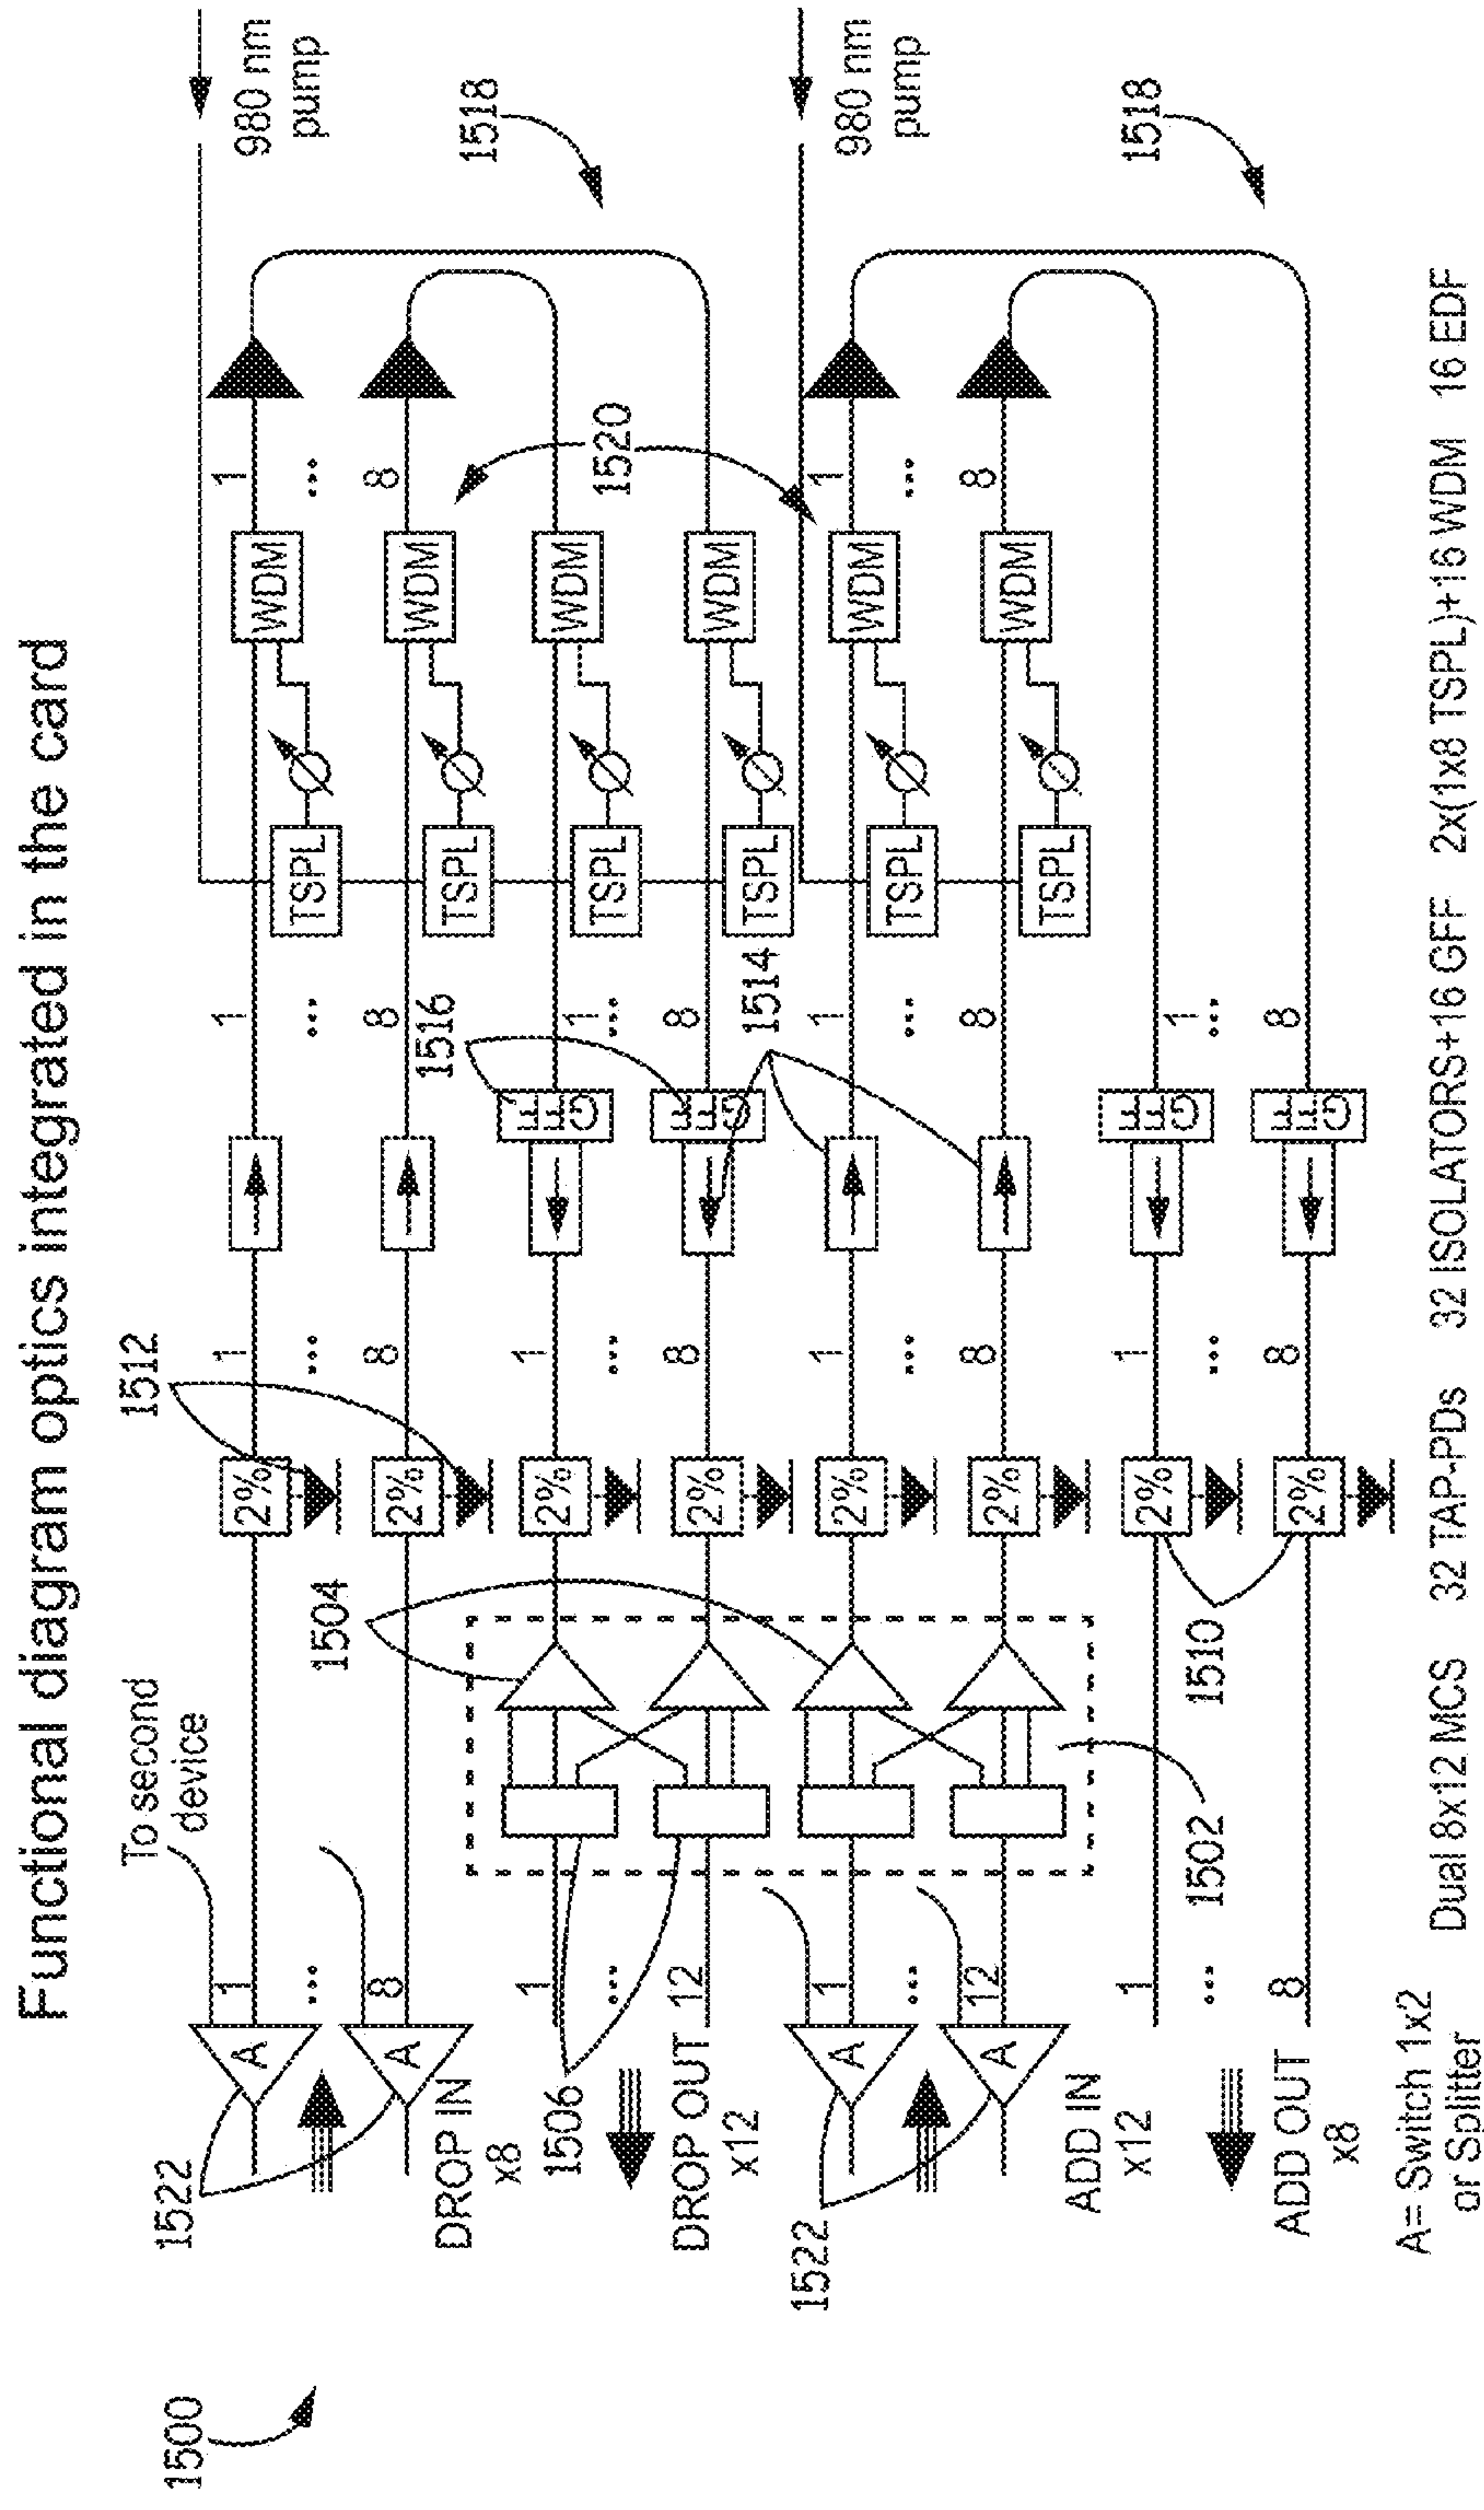 Functional diagram optics integrated in the card
1500
1522
To second
device
1512
980 nm
pump
A
1
1
1
WDM
1
...
...
...
TSPL
...
1518
A
8
8
8
WDM
8
DROP IN
x8
1504
1516
TSPL
1520
1506
1
2%
2%
2%
1
GFF
1
WDM
...
...
...
TSPL
DROP OUT
x12
12
2%
8
GFF
8
WDM
1514
TSPL
980 nm
pump
1522
A
1
2%
1
1
WDM
1
...
...
...
TSPL
...
A
12
2%
8
8
WDM
8
ADD IN
x12
TSPL
1518
1502
1510
1
2%
1
GFF
1
...
...
...
ADD OUT
x8
8
2%
8
GFF
8
A= Switch 1x2
or Splitter
Dual 8x12 MCS 32 TAP-PDs 32 ISOLATORS+16 GFF 2x(1x8 TSPL)+16 WDM 16 EDF